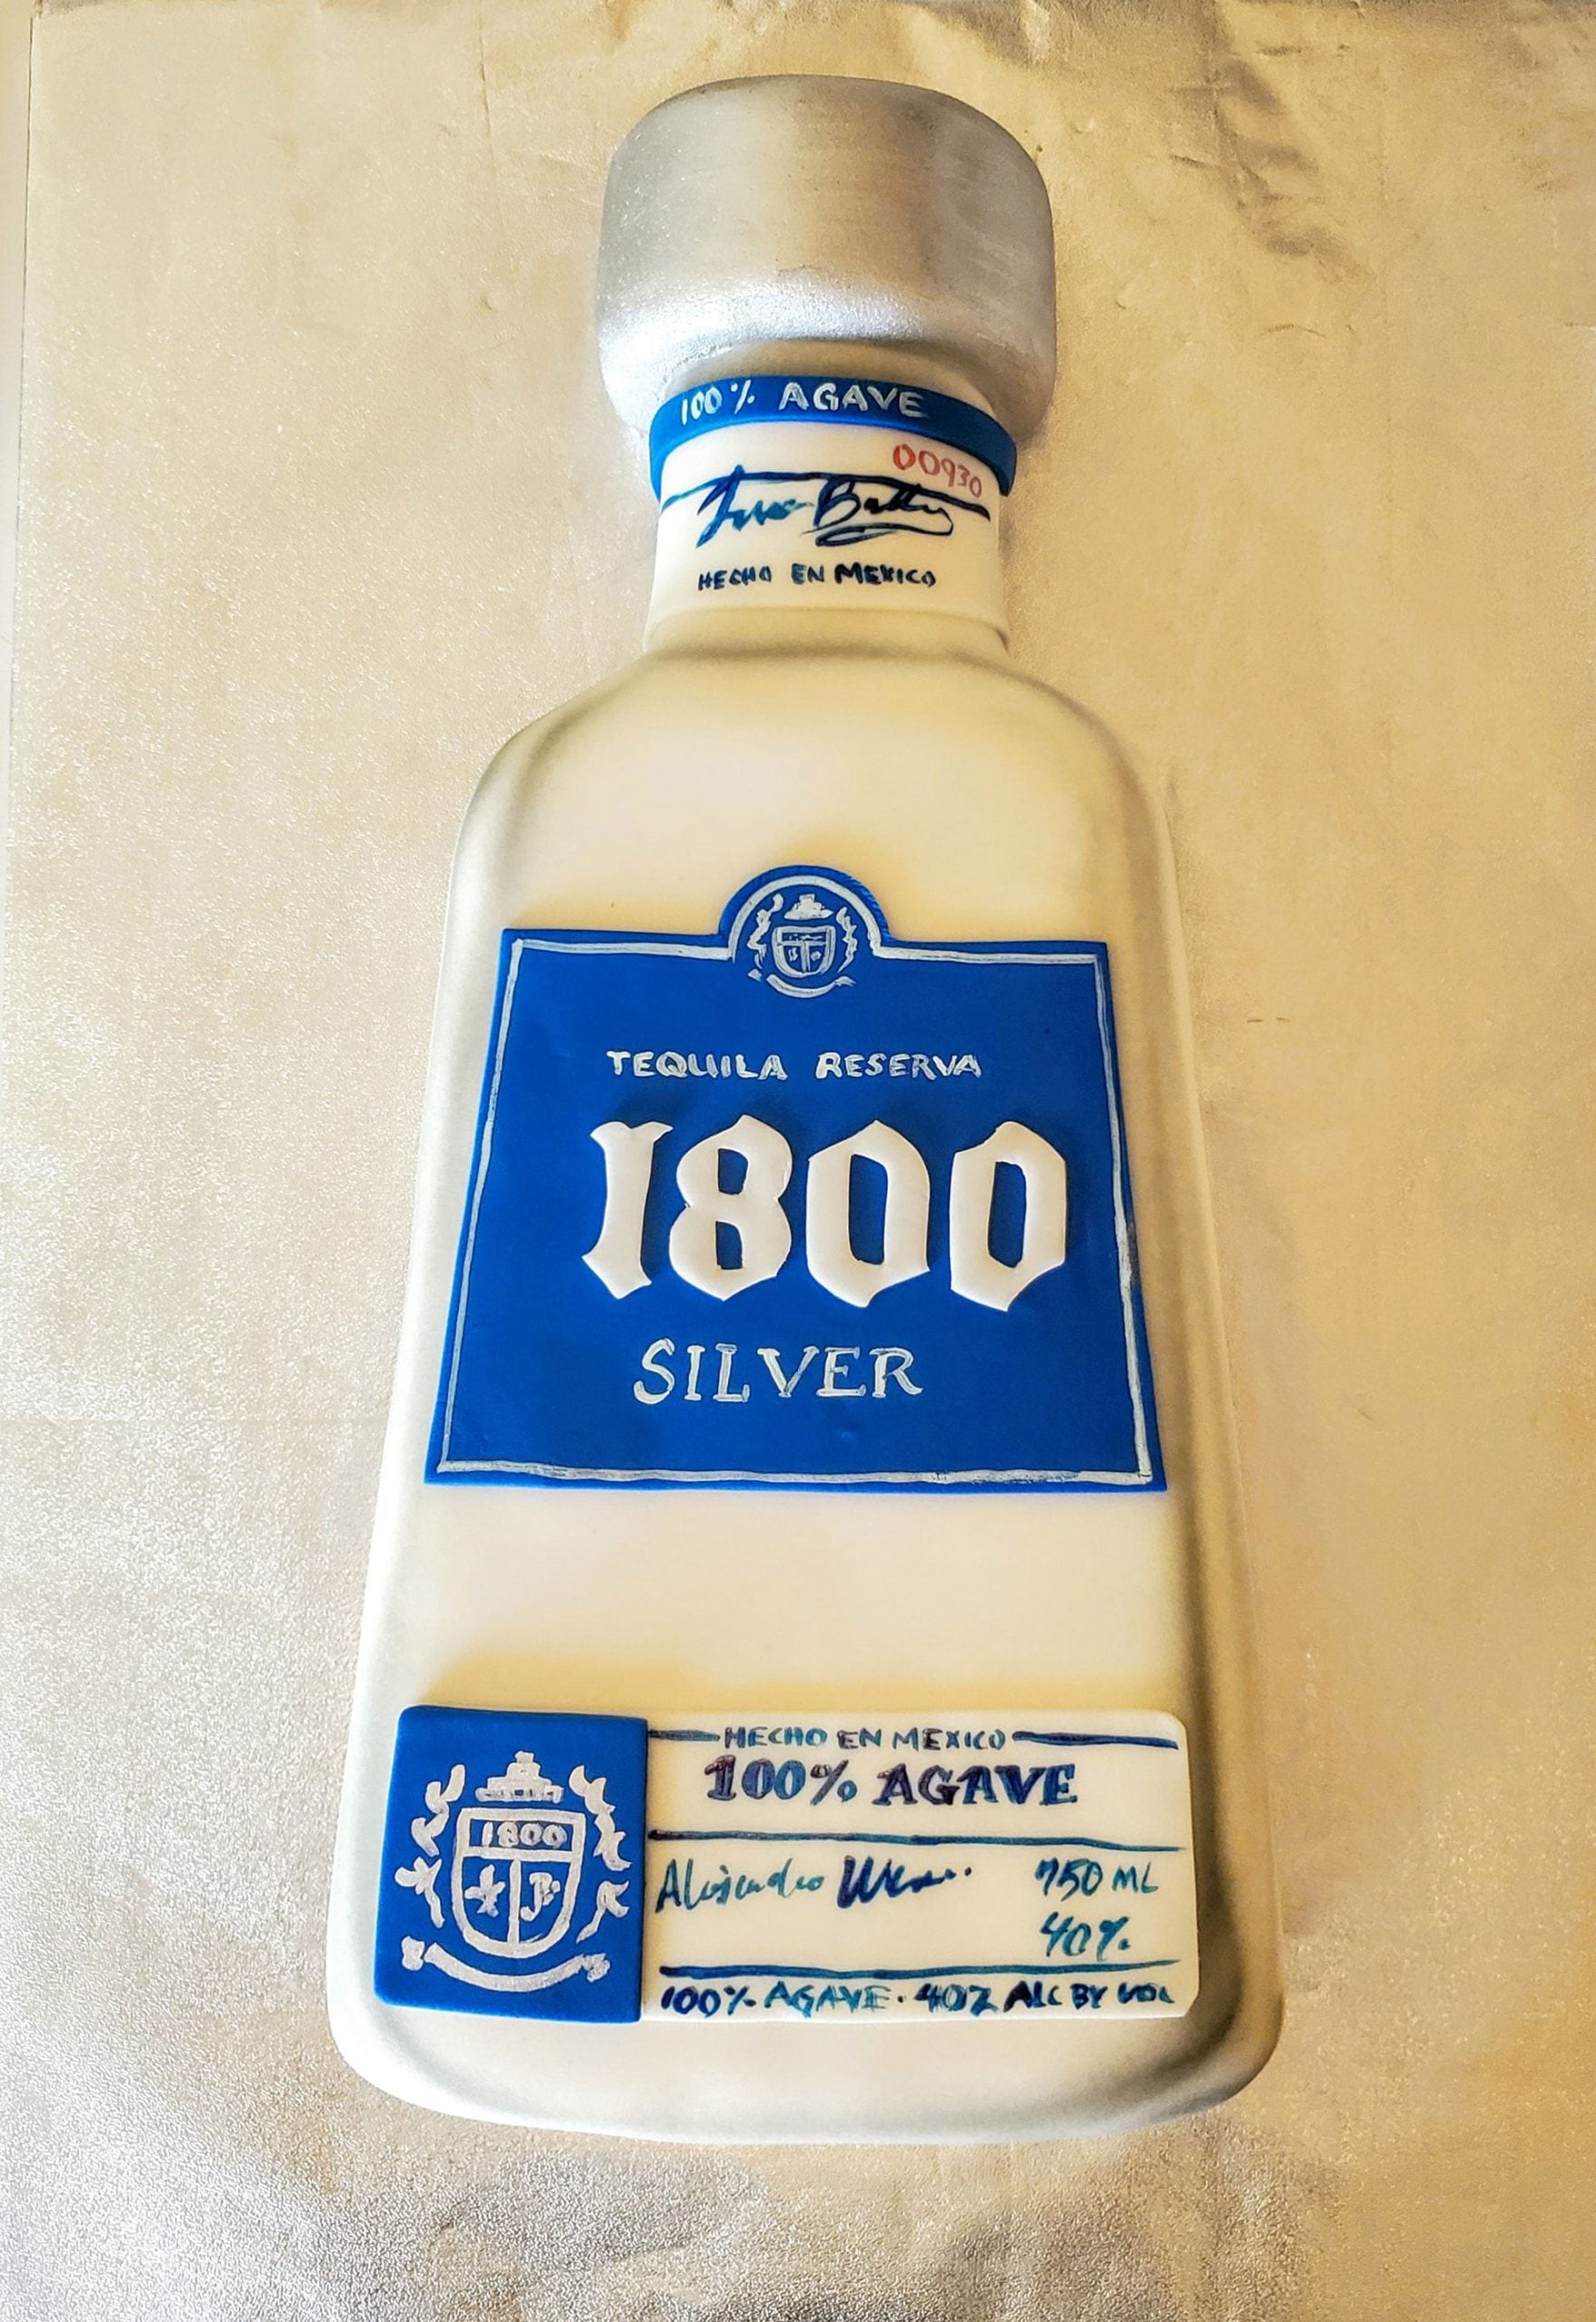 100% AGAVE
00930
HECHO EN MEXICO
TEQUILA RESERVA
1800
SILVER
HECHO EN MEXICO
100% AGAVE
1800
750 ML
40%
100% AGAVE. 40% ALC BY VOL